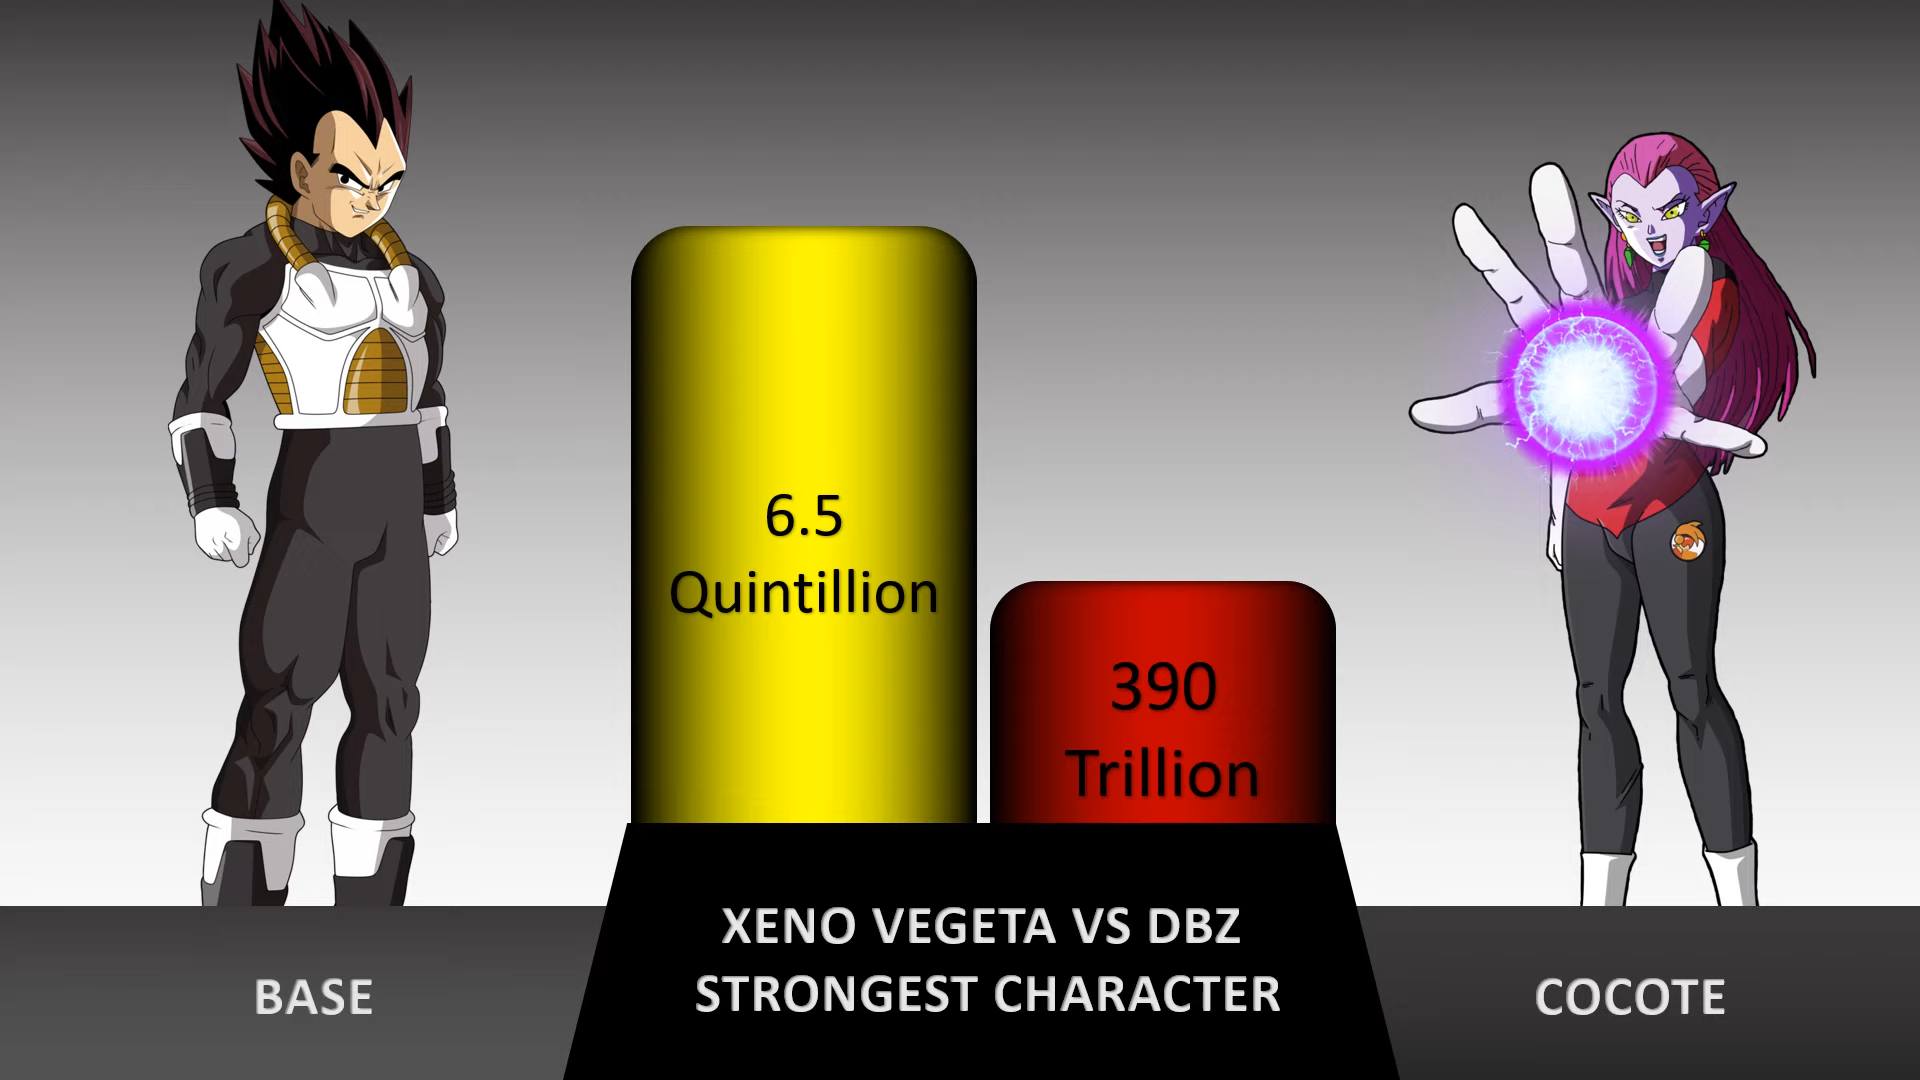 6.5
Quintillion
390
Trillion
XENO VEGETA VS DBZ
STRONGEST CHARACTER
BASE
COCOTE